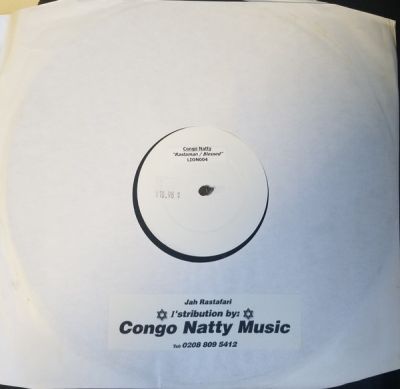 Congo Natty
"Rastaman / Blessed"
LION004
Jah Rastafari
I'stribution by:
Congo Natty Music
Tel: 0208 809 5412